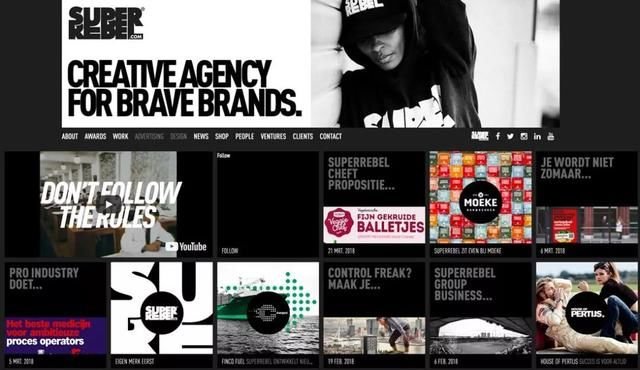 SUPER
REBEL
.COM
CREATIVE AGENCY
FOR BRAVE BRANDS.
ABOUT AWARDS WORK ADVERTISING DESIGN NEWS SHOP PEOPLE VENTURES CLIENTS CONTACT
DON'T FOLLOW
THE RULES
YouTube
Follow
FOLLOW
SUPERREBEL
CHEFT
PROPOSITIE...
FIJN GEKRUIDE
BALLETJES
21 MRT. 2018
MOEKE
SUPERREBEL ZIT EVEN BIJ MOEKE
JE WORDT NIET
ZOMAAR...
6 MRT. 2018
PRO INDUSTRY
DOET...
Het beste medicijn
voor ambitieuze
proces operators
5 MRT. 2018
SUPER
REBEL
EIGEN MERK EERST
FINCO FUEL SUPERREBEL ONTWIKKELT NIEU...
CONTROL FREAK?
MAAK JE...
19 FEB. 2018
SUPERREBEL
GROUP
BUSINESS...
6 FEB. 2018
HOUSE OF
PERTIJS.
HOUSE OF PERTIJS SUCCES IS VOOR ALTIJD